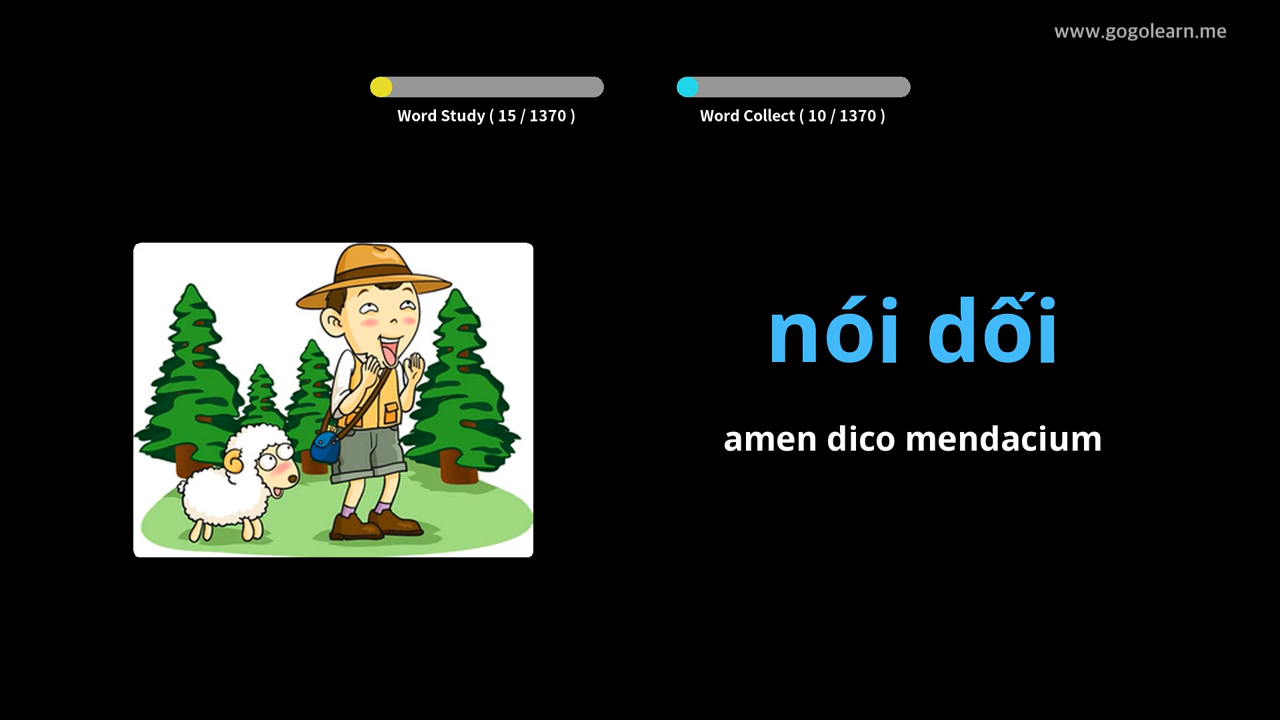 www.gogolearn.me
Word Study ( 15 / 1370 )
Word Collect ( 10 / 1370 )
nói dối
amen dico mendacium